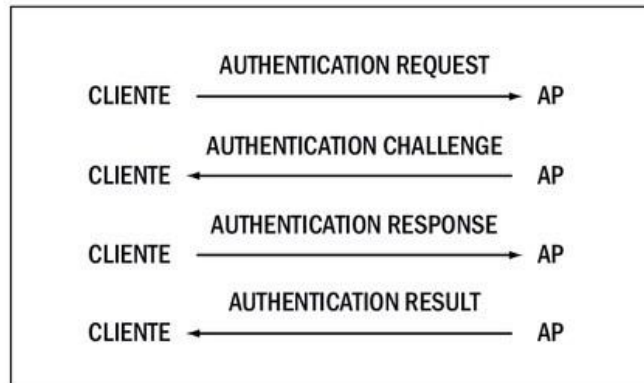 AUTHENTICATION REQUEST
CLIENTE AP
AUTHENTICATION CHALLENGE
CLIENTE AP
AUTHENTICATION RESPONSE
CLIENTE AP
AUTHENTICATION RESULT
CLIENTE AP